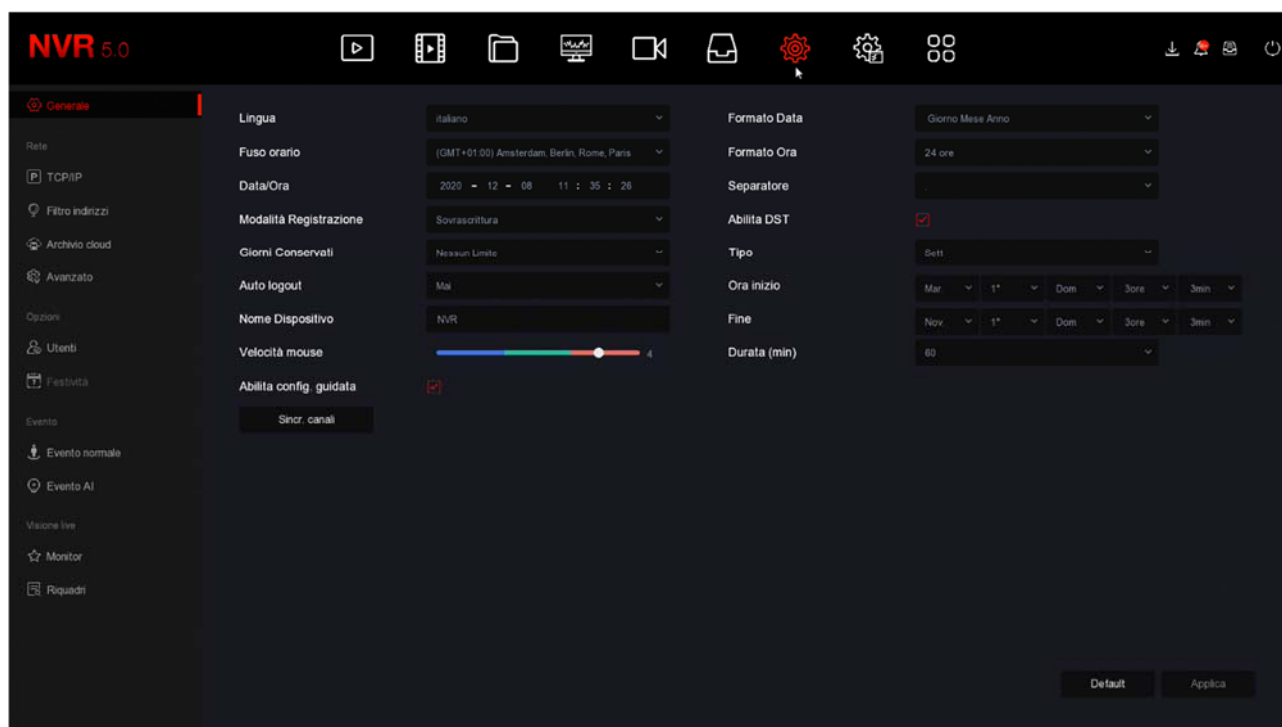 NVR 5.0
Generale
Rete
TCP/IP
Filtro indirizzi
Archivio cloud
Avanzato
Opzioni
Utenti
Festività
Evento
Evento normale
Evento AI
Visione live
Monitor
Riquadri
Lingua
italiano
Fuso orario
(GMT+01:00) Amsterdam, Berlin, Rome, Paris
Data/Ora
2020 - 12 - 08 11 : 35 : 26
Modalità Registrazione
Sovrascrittura
Giorni Conservati
Nessun Limite
Auto logout
Mai
Nome Dispositivo
NVR
Velocità mouse
4
Abilita config. guidata
Sincr. canali
Formato Data
Giorno Mese Anno
Formato Ora
24 ore
Separatore
.
Abilita DST
Tipo
Sett.
Ora inizio
Mar. 1° Dom 3ore 3min
Fine
Nov. 1° Dom 3ore 3min
Durata (min)
60
Default
Applica